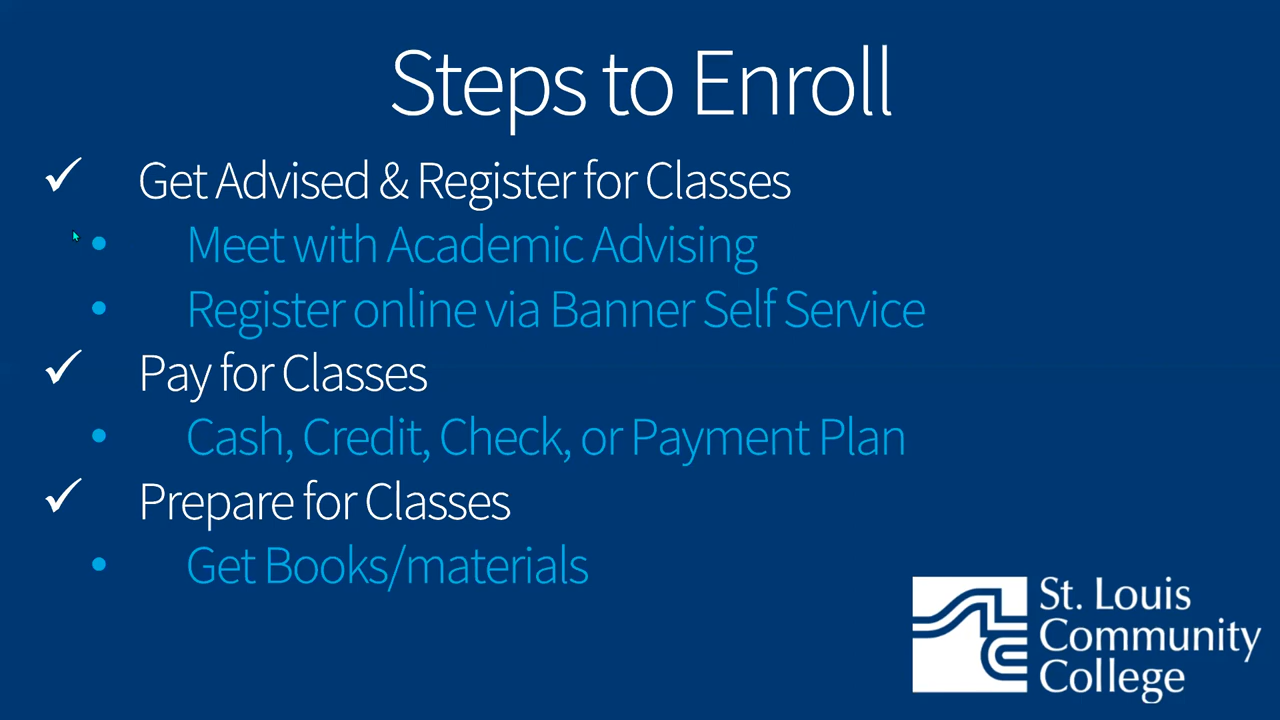 Steps to Enroll
✓ Get Advised & Register for Classes
• Meet with Academic Advising
• Register online via Banner Self Service
✓ Pay for Classes
• Cash, Credit, Check, or Payment Plan
✓ Prepare for Classes
• Get Books/materials
St. Louis
Community
College